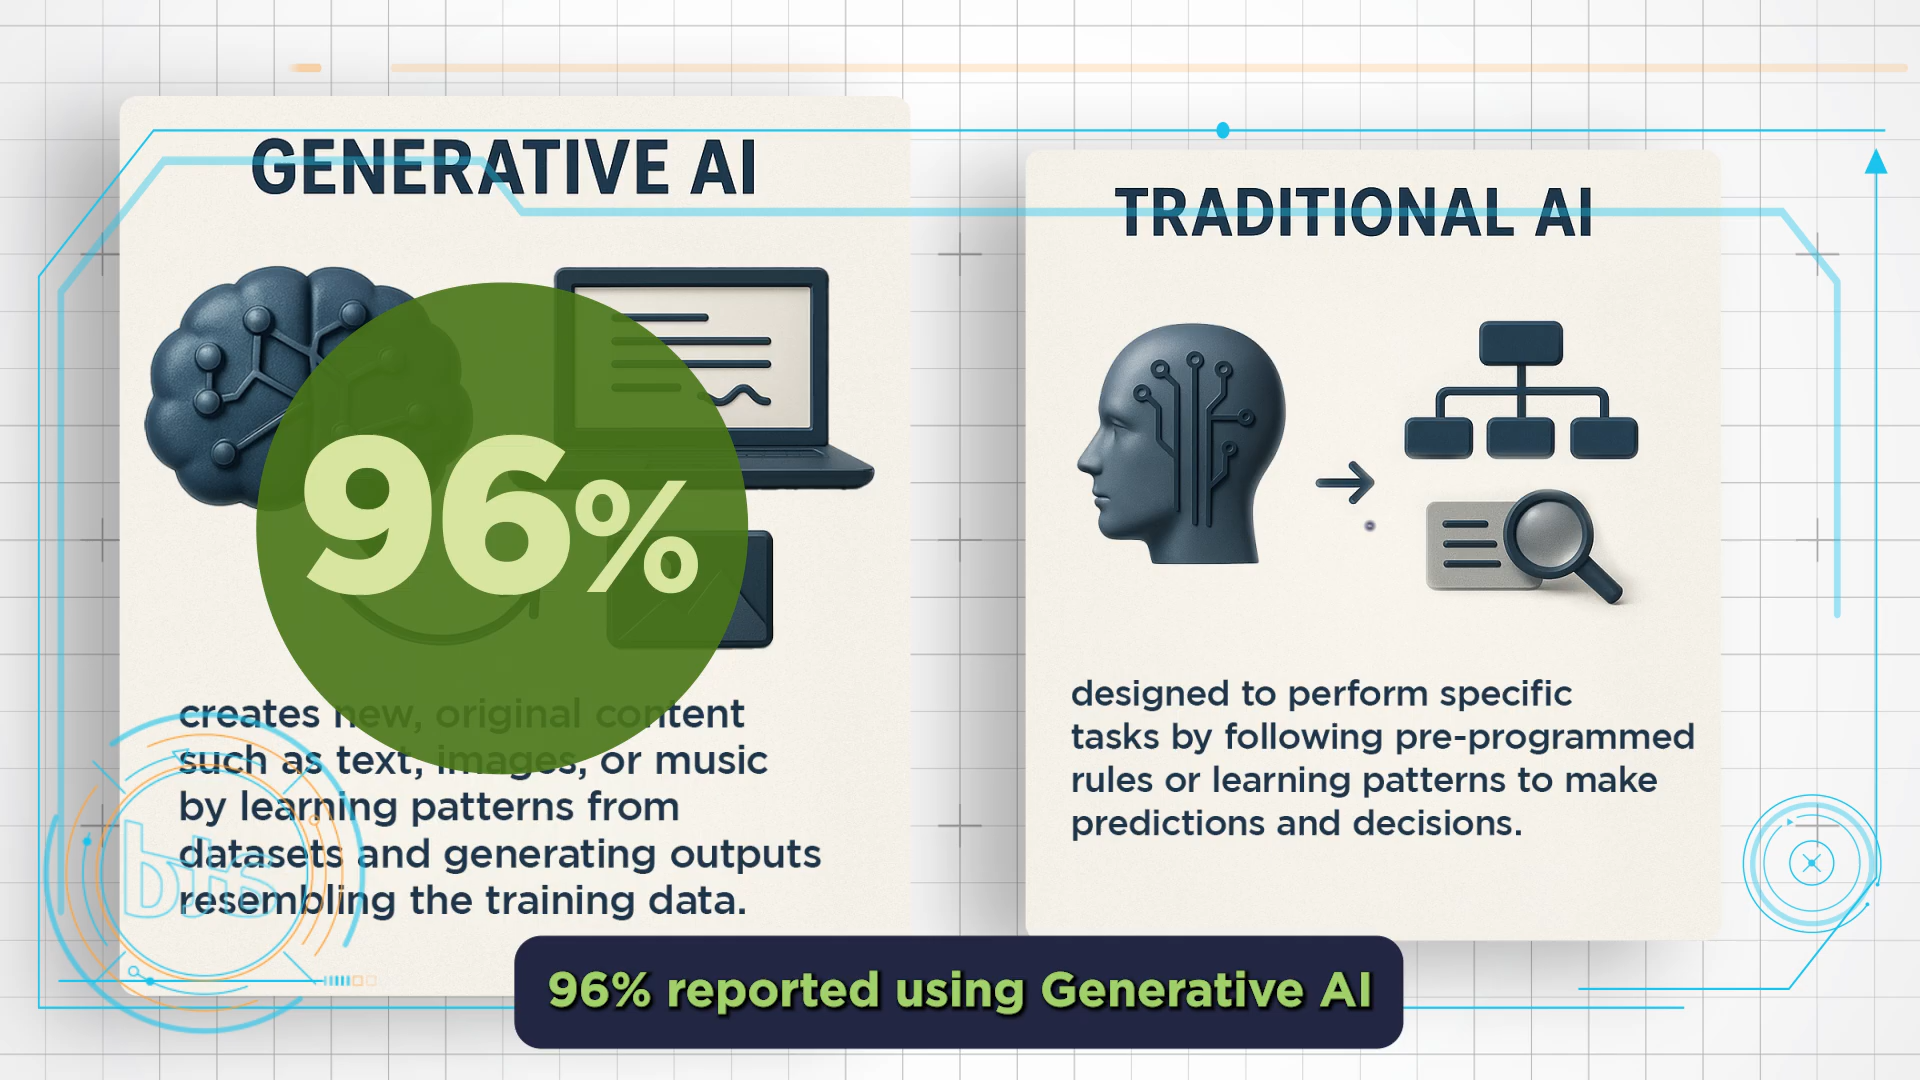 GENERATIVE AI
96%
creates new, original content
such as text, images, or music
by learning patterns from
datasets and generating outputs
resembling the training data.
TRADITIONAL AI
designed to perform specific
tasks by following pre-programmed
rules or learning patterns to make
predictions and decisions.
bts
96% reported using Generative AI